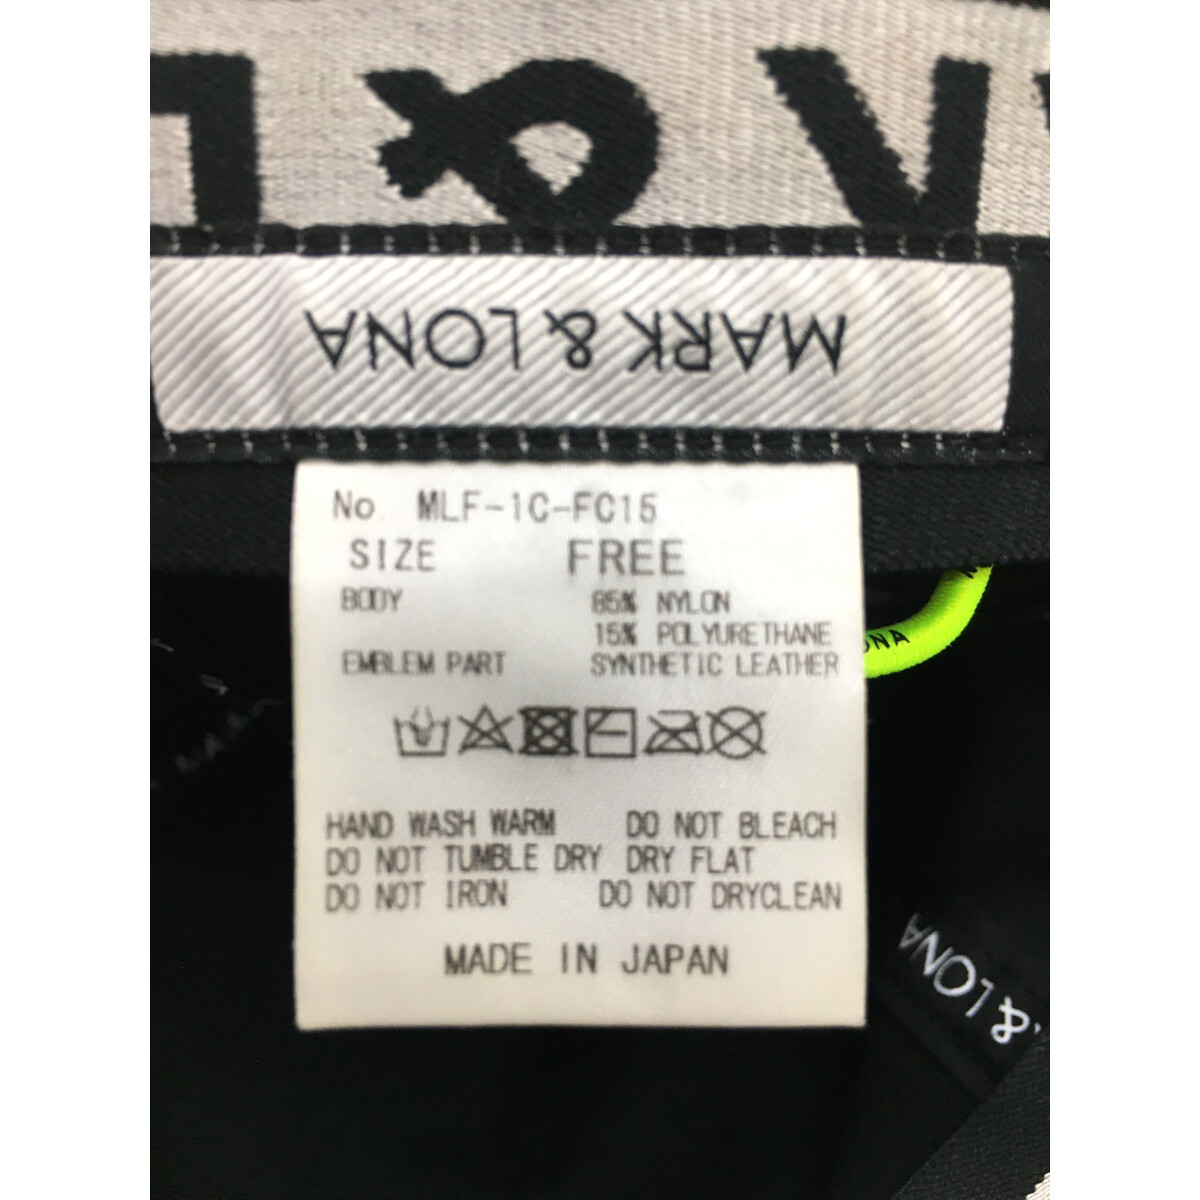 L &
MARK & LONA
No. MLF-1C-FC15
SIZE FREE
BODY 85% NYLON
15% POLYURETHANE
EMBLEM PART SYNTHETIC LEATHER
ONA
HAND WASH WARM DO NOT BLEACH
DO NOT TUMBLE DRY DRY FLAT
DO NOT IRON DO NOT DRYCLEAN
MADE IN JAPAN
& LONA